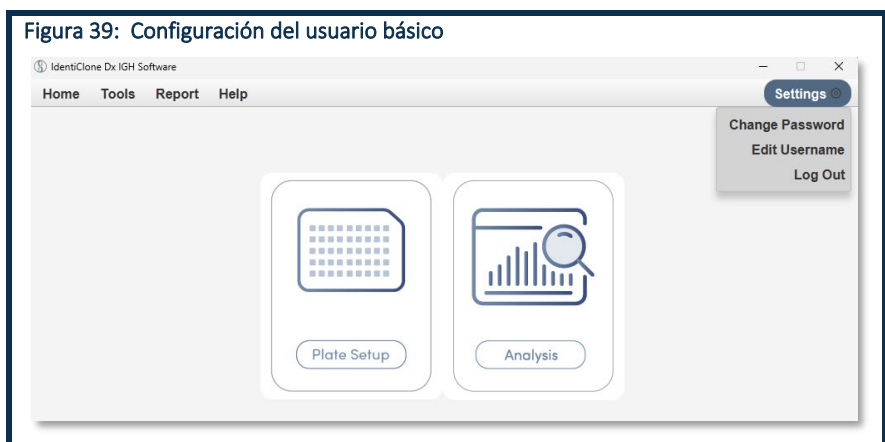 Figura 39: Configuración del usuario básico
IdentiClone Dx IGH Software
Home Tools Report Help Settings
Change Password
Edit Username
Log Out
Plate Setup Analysis